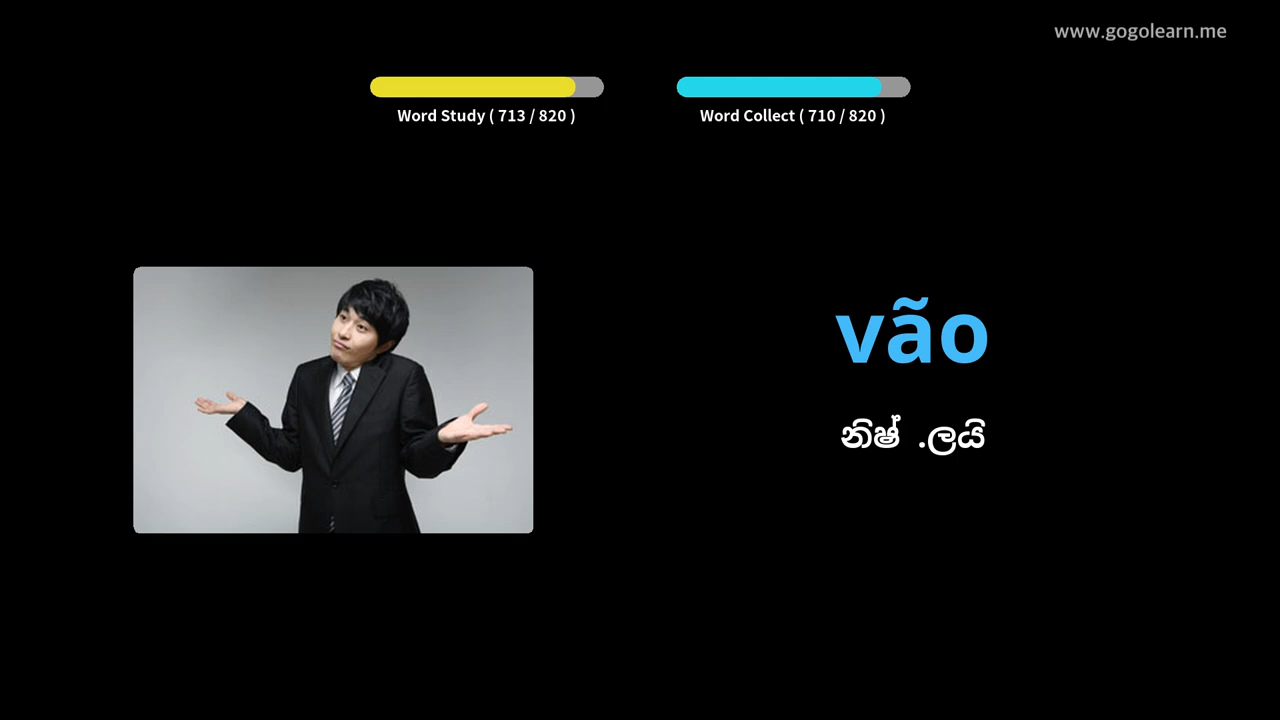 www.gogolearn.me
Word Study ( 713 / 820 )
Word Collect ( 710 / 820 )
vão
නිෂ් .ලයි